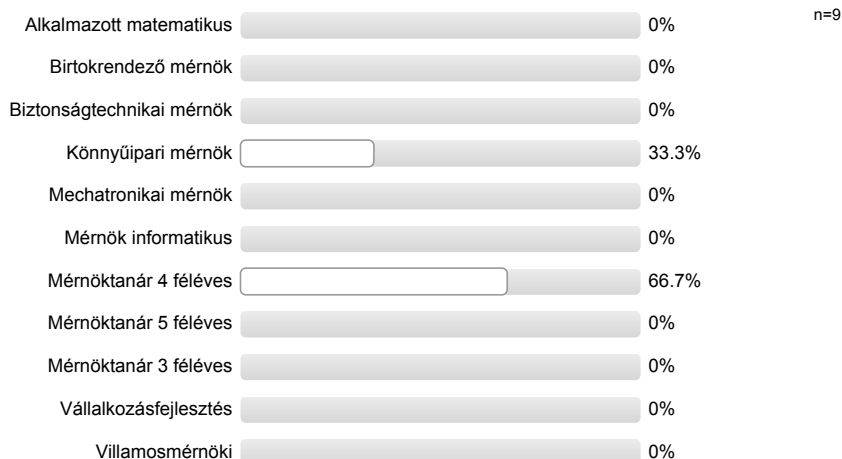 Alkalmazott matematikus 0% n=9
Birtokrendező mérnök 0%
Biztonságtechnikai mérnök 0%
Könnyűipari mérnök 33.3%
Mechatronikai mérnök 0%
Mérnök informatikus 0%
Mérnöktanár 4 féléves 66.7%
Mérnöktanár 5 féléves 0%
Mérnöktanár 3 féléves 0%
Vállalkozásfejlesztés 0%
Villamosmérnöki 0%